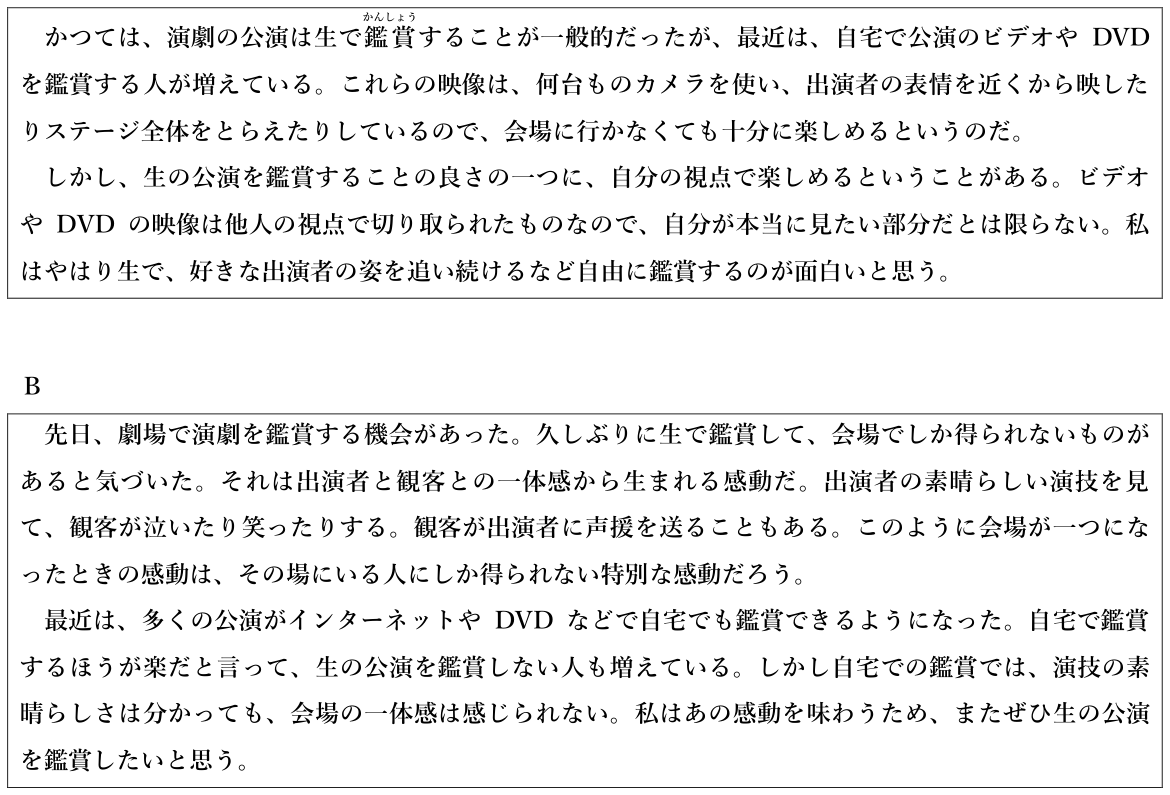 かんしょう
かつては、演劇の公演は生で鑑賞することが一般的だったが、最近は、自宅で公演のビデオや DVD
を鑑賞する人が増えている。これらの映像は、何台ものカメラを使い、出演者の表情を近くから映した
りステージ全体をとらえたりしているので、会場に行かなくても十分に楽しめるというのだ。
しかし、生の公演を鑑賞することの良さの一つに、自分の視点で楽しめるということがある。ビデオ
や DVD の映像は他人の視点で切り取られたものなので、自分が本当に見たい部分だとは限らない。私
はやはり生で、好きな出演者の姿を追い続けるなど自由に鑑賞するのが面白いと思う。
B
先日、劇場で演劇を鑑賞する機会があった。久しぶりに生で鑑賞して、会場でしか得られないものが
あると気づいた。それは出演者と観客との一体感から生まれる感動だ。出演者の素晴らしい演技を見
て、観客が泣いたり笑ったりする。観客が出演者に声援を送ることもある。このように会場が一つにな
ったときの感動は、その場にいる人にしか得られない特別な感動だろう。
最近は、多くの公演がインターネットや DVD などで自宅でも鑑賞できるようになった。自宅で鑑賞
するほうが楽だと言って、生の公演を鑑賞しない人も増えている。しかし自宅での鑑賞では、演技の素
晴らしさは分かっても、会場の一体感は感じられない。私はあの感動を味わうため、またぜひ生の公演
を鑑賞したいと思う。